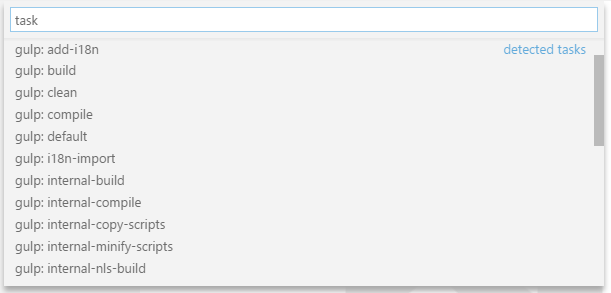 task
gulp: add-i18n detected tasks
gulp: build
gulp: clean
gulp: compile
gulp: default
gulp: i18n-import
gulp: internal-build
gulp: internal-compile
gulp: internal-copy-scripts
gulp: internal-minify-scripts
gulp: internal-nls-build